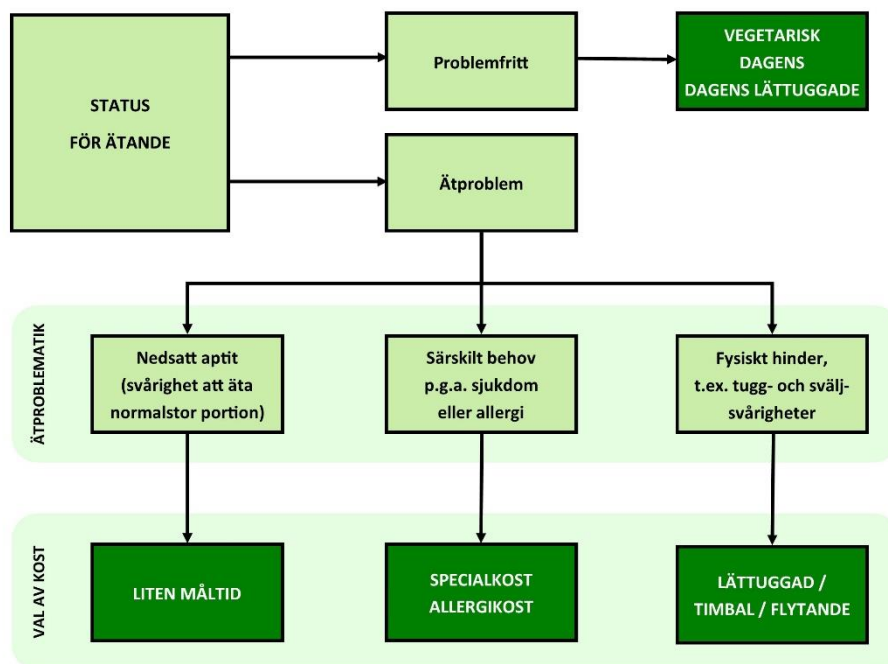 STATUS
FÖR ÄTANDE
Problemfritt
VEGETARISK
DAGENS
DAGENS LÄTTUGGADE
Ätproblem
ÄTPROBLEMATIK
Nedsatt aptit
(svårighet att äta
normalstor portion)
Särskilt behov
p.g.a. sjukdom
eller allergi
Fysiskt hinder,
t.ex. tugg- och svälj-
svårigheter
VAL AV KOST
LITEN MÅLTID
SPECIALKOST
ALLERGIKOST
LÄTTUGGAD /
TIMBAL / FLYTANDE